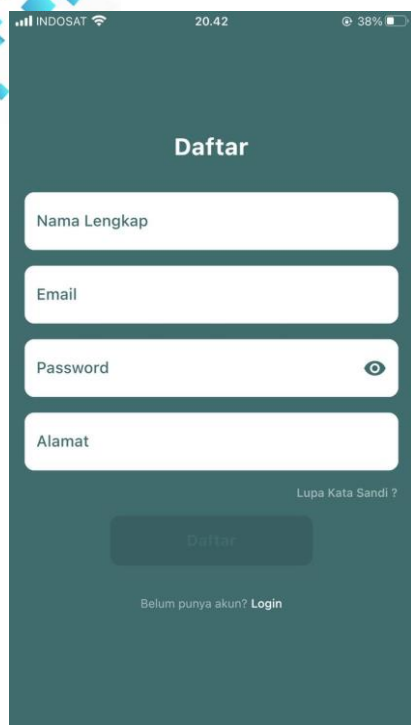 INDOSAT 20.42 38%
Daftar
Nama Lengkap
Email
Password
Alamat
Lupa Kata Sandi ?
Daftar
Belum punya akun? Login